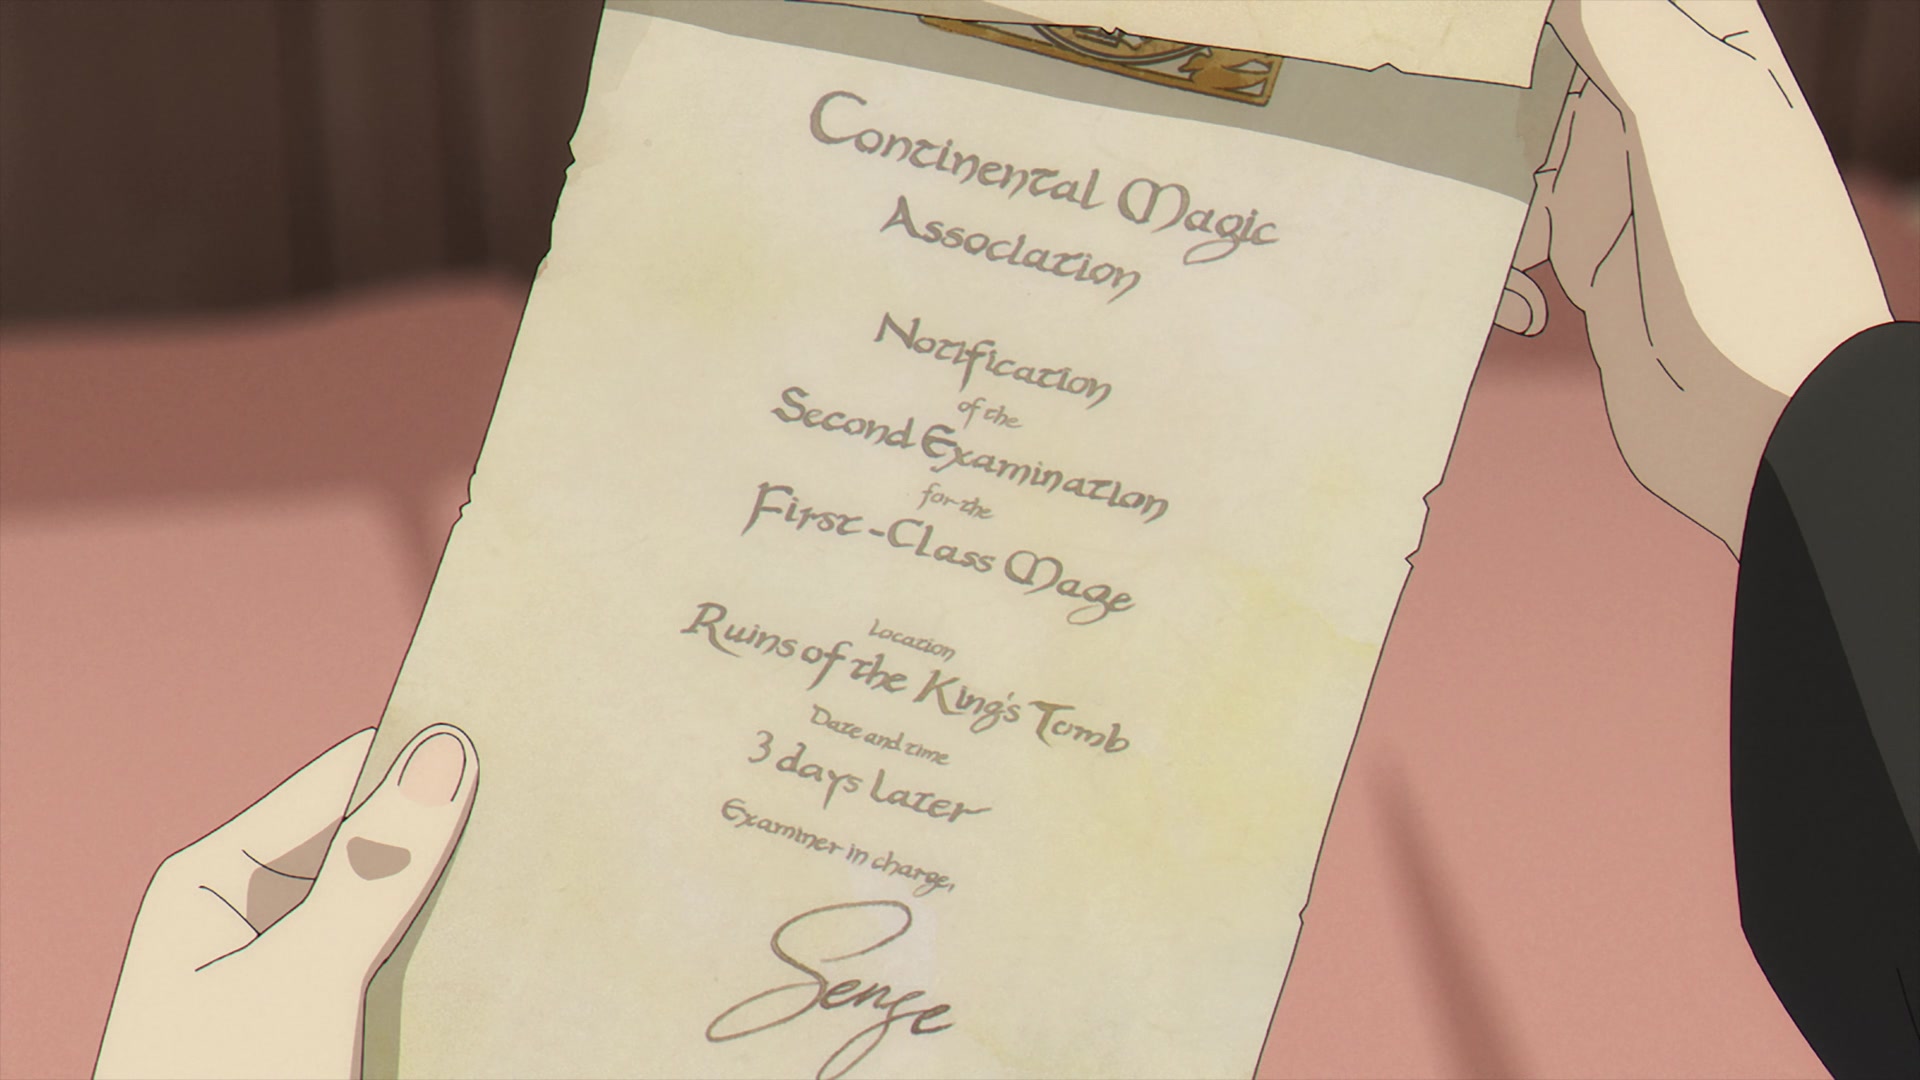 Continental Magic
Association
Notification
of the
Second Examination
for the
First-Class Mage
Location
Ruins of the King's Tomb
Date and time
3 days later
Examiner in charge,
Sense